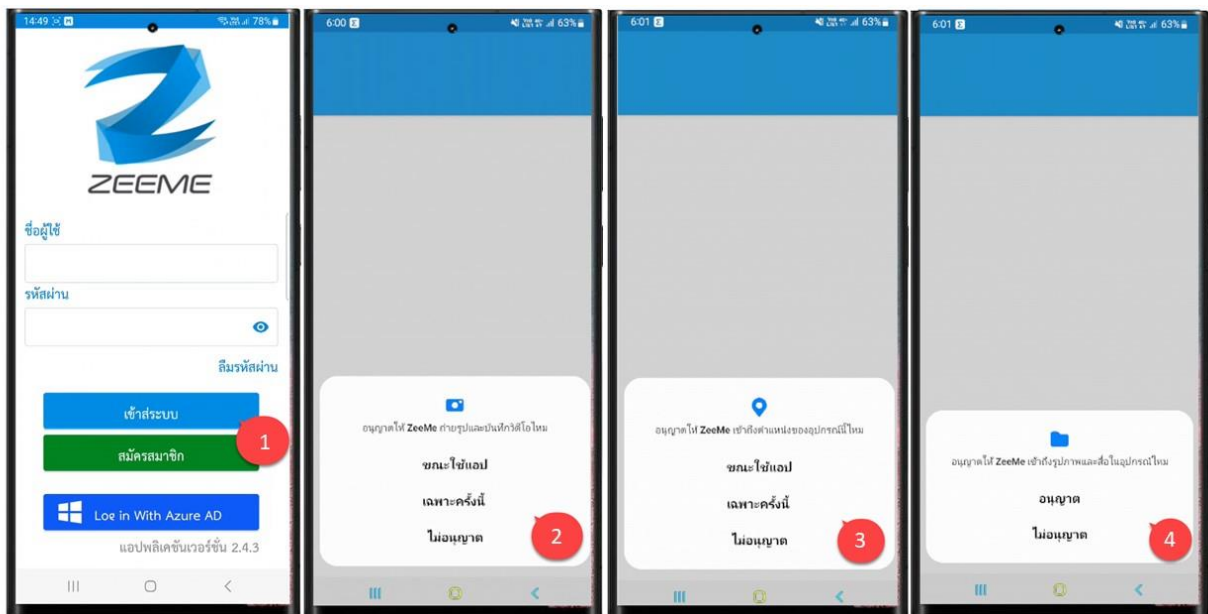 14:49
78%
ZEEME
ชื่อผู้ใช้
รหัสผ่าน
ลืมรหัสผ่าน
เข้าสู่ระบบ
1
สมัครสมาชิก
Log in With Azure AD
แอปพลิเคชันเวอร์ชั่น 2.4.3
6:00
63%
อนุญาตให้ ZeeMe ถ่ายรูปและบันทึกวิดีโอไหม
ขณะใช้แอป
เฉพาะครั้งนี้
ไม่อนุญาต
2
6:01
63%
อนุญาตให้ ZeeMe เข้าถึงตำแหน่งของอุปกรณ์นี้ไหม
ขณะใช้แอป
เฉพาะครั้งนี้
ไม่อนุญาต
3
6:01
63%
อนุญาตให้ ZeeMe เข้าถึงรูปภาพและสื่อในอุปกรณ์ไหม
อนุญาต
ไม่อนุญาต
4